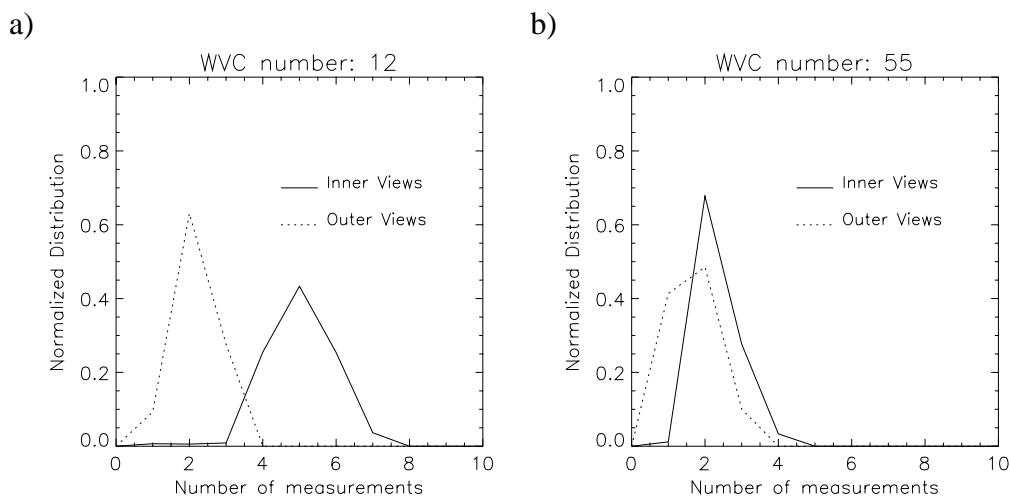 a)
WVC number: 12
1.0
0.8
0.6
0.4
0.2
0.0
0 2 4 6 8 10
Normalized Distribution
Number of measurements
Inner Views
Outer Views
b)
WVC number: 55
1.0
0.8
0.6
0.4
0.2
0.0
0 2 4 6 8 10
Normalized Distribution
Number of measurements
Inner Views
Outer Views